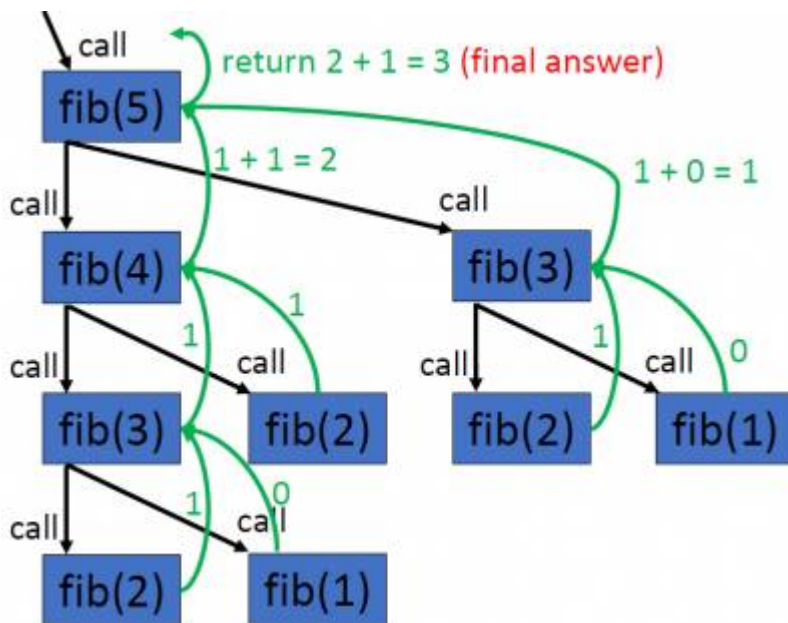 call
return 2 + 1 = 3 (final answer)
fib(5)
1 + 1 = 2
1 + 0 = 1
call
call
fib(4)
fib(3)
1
1
1
0
call
call
call
call
fib(3)
fib(2)
fib(2)
fib(1)
1
0
call
call
fib(2)
fib(1)